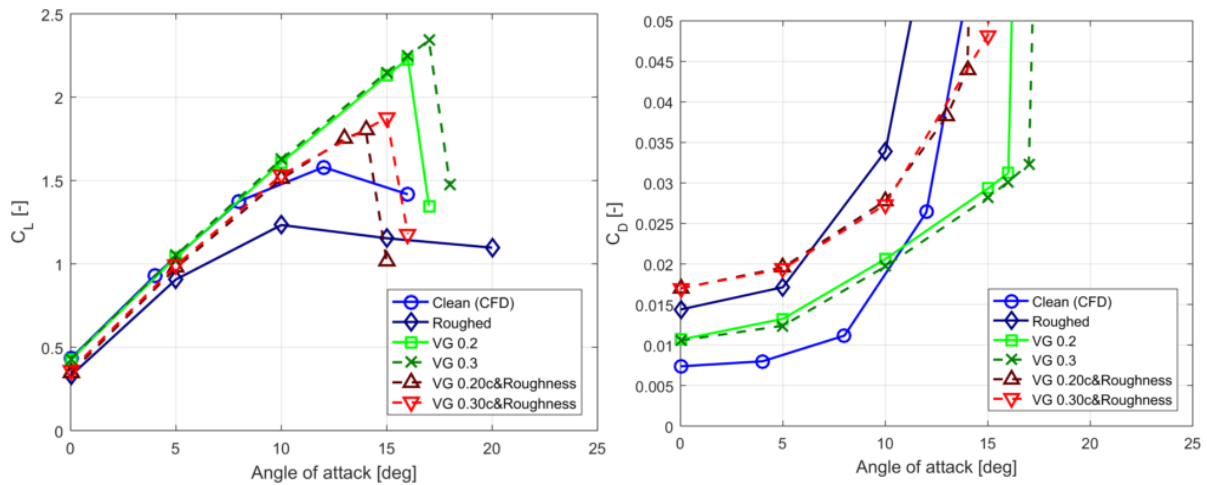 2.5
2
1.5
1
0.5
0
C_L [-]
0
5
10
15
20
25
Angle of attack [deg]
Clean (CFD)
Roughed
VG 0.2
VG 0.3
VG 0.20c&Roughness
VG 0.30c&Roughness
0.05
0.045
0.04
0.035
0.03
0.025
0.02
0.015
0.01
0.005
0
C_D [-]
0
5
10
15
20
25
Angle of attack [deg]
Clean (CFD)
Roughed
VG 0.2
VG 0.3
VG 0.20c&Roughness
VG 0.30c&Roughness